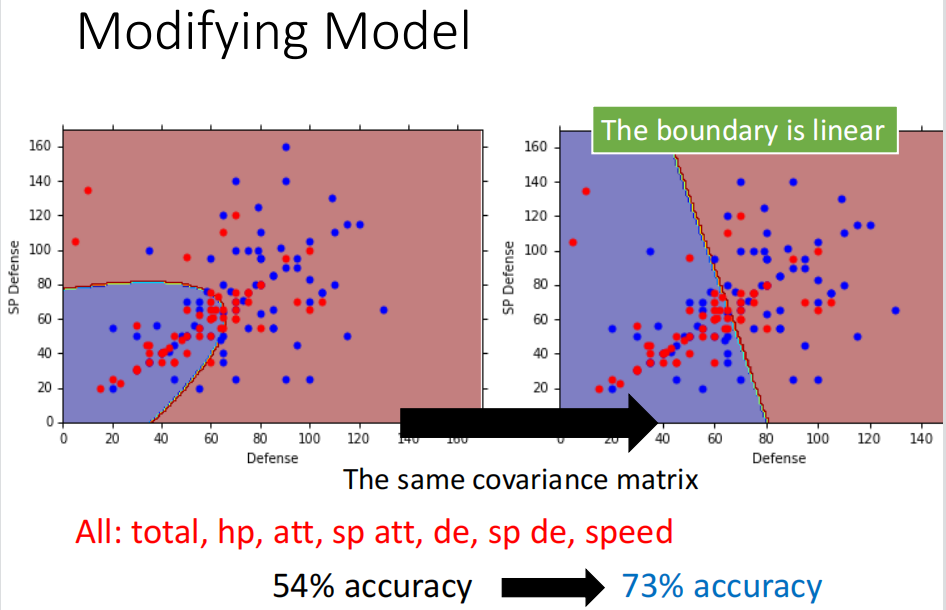 Modifying Model
The boundary is linear
160
140
120
100
80
60
40
20
0
SP Defense
0 20 40 60 80 100 120 140 160
Defense
160
140
120
100
80
60
40
20
SP Defense
0 20 40 60 80 100 120 140
Defense
The same covariance matrix
All: total, hp, att, sp att, de, sp de, speed
54% accuracy 73% accuracy